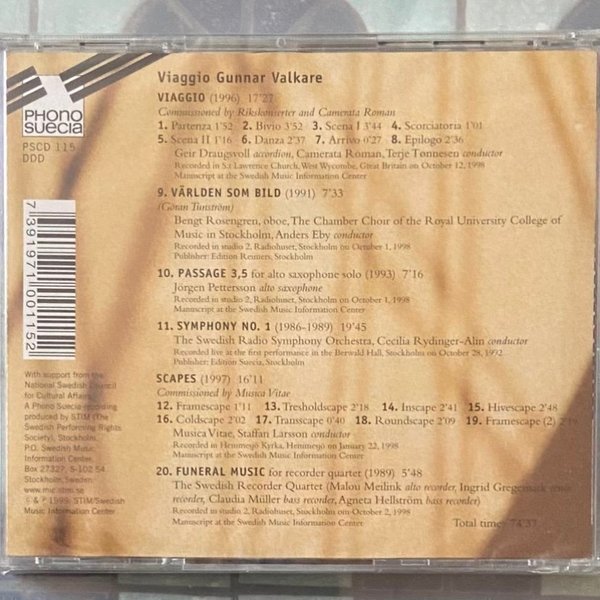 PHONO
SUECIA
PSCD 115
DDD
7 391971 001152
With support from the
National Swedish Council
for Cultural Affairs.
A Phono Suecia recording
produced by STIM (The
Swedish Performing Rights
Society), Stockholm.
P.O. Swedish Music
Information Center,
Box 27327, S-102 54
Stockholm, Sweden.
www.mic.stim.se
© & ℗ 1999, STIM/Swedish
Music Information Center
Viaggio Gunnar Valkare
VIAGGIO (1996) 17'27
Commissioned by Rikskonserter and Camerata Roman
1. Partenza 1'52 2. Bivio 3'52 3. Scena I 3'44 4. Scorciatoria 1'01
5. Scena II 1'16 6. Danza 2'37 7. Arrivo 0'27 8. Epilogo 2'36
Geir Draugsvoll accordion, Camerata Roman, Terje Tønnesen conductor
Recorded in S:t Lawrence Church, West Wycombe, Great Britain on October 12, 1998
Manuscript at the Swedish Music Information Center
9. VÄRLDEN SOM BILD (1991) 7'33
(Göran Tunström)
Bengt Rosengren, oboe, The Chamber Choir of the Royal University College of
Music in Stockholm, Anders Eby conductor
Recorded in studio 2, Radiohuset, Stockholm on October 1, 1998
Publisher: Edition Reimers, Stockholm
10. PASSAGE 3,5 for alto saxophone solo (1993) 7'16
Jörgen Pettersson alto saxophone
Recorded in studio 2, Radiohuset, Stockholm on October 1, 1998
Manuscript at the Swedish Music Information Center
11. SYMPHONY NO. 1 (1986-1989) 19'45
The Swedish Radio Symphony Orchestra, Cecilia Rydinger-Alin conductor
Recorded live at the first performance in the Berwald Hall, Stockholm on October 28, 1992
Publisher: Edition Suecia, Stockholm
SCAPES (1997) 16'11
Commissioned by Musica Vitae
12. Framescape 1'11 13. Tresholdscape 2'18 14. Inscape 2'41 15. Hivescape 2'48
16. Coldscape 2'02 17. Transcape 0'40 18. Roundscape 2'09 19. Framescape (2)
Musica Vitae, Staffan Larsson conductor
Recorded in Hemmesjö Kyrka, Hemmesjö on January 22, 1998
Manuscript at the Swedish Music Information Center
20. FUNERAL MUSIC for recorder quartet (1989) 5'48
The Swedish Recorder Quartet (Malou Meilink alto recorder, Ingrid Gregemark tenor
recorder, Claudia Müller bass recorder, Agneta Hellström bass recorder)
Recorded in studio 2, Radiohuset, Stockholm on October 2, 1998
Manuscript at the Swedish Music Information Center
Total time: 74'37